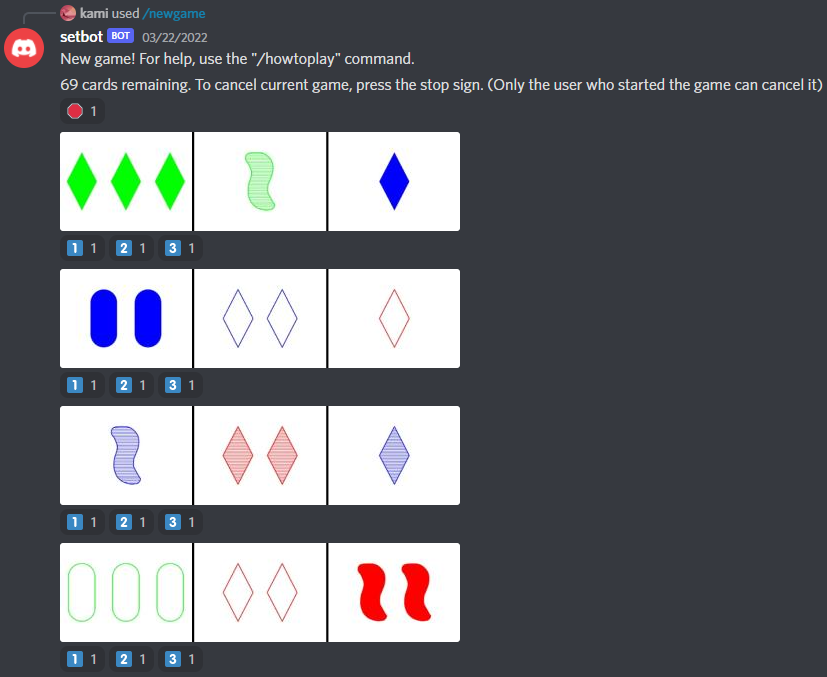 kami used /newgame
setbot BOT 03/22/2022
New game! For help, use the "/howtoplay" command.
69 cards remaining. To cancel current game, press the stop sign. (Only the user who started the game can cancel it)
1
1 1 2 1 3 1
1 1 2 1 3 1
1 1 2 1 3 1
1 1 2 1 3 1